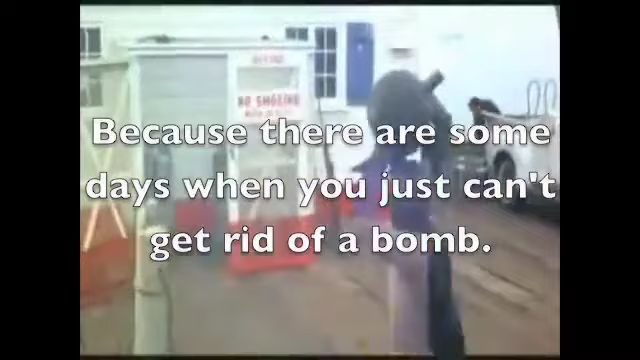 NO SMOKING
Because there are some
days when you just can't
get rid of a bomb.